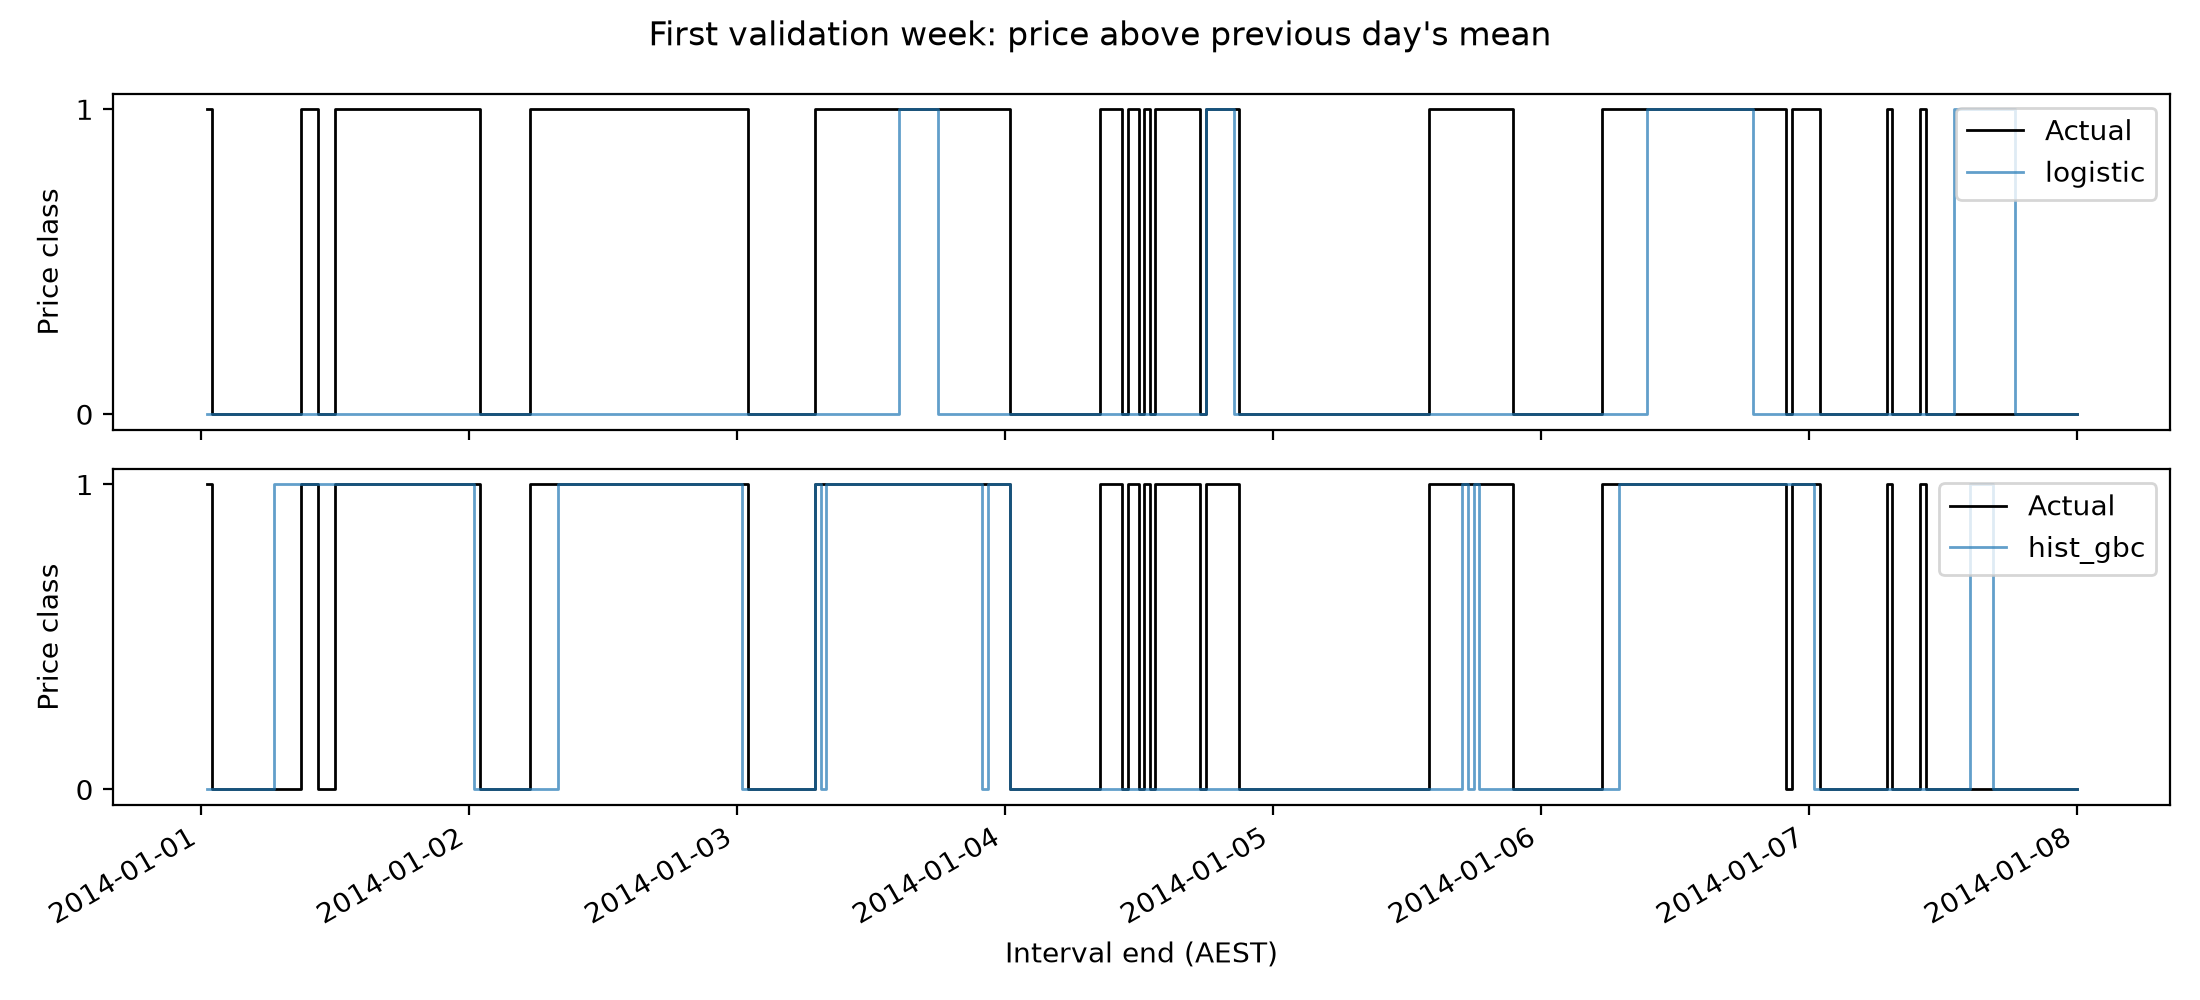 First validation week: price above previous day's mean
Price class
1
0
Actual
logistic
Price class
1
0
Actual
hist_gbc
2014-01-01
2014-01-02
2014-01-03
2014-01-04
2014-01-05
2014-01-06
2014-01-07
2014-01-08
Interval end (AEST)